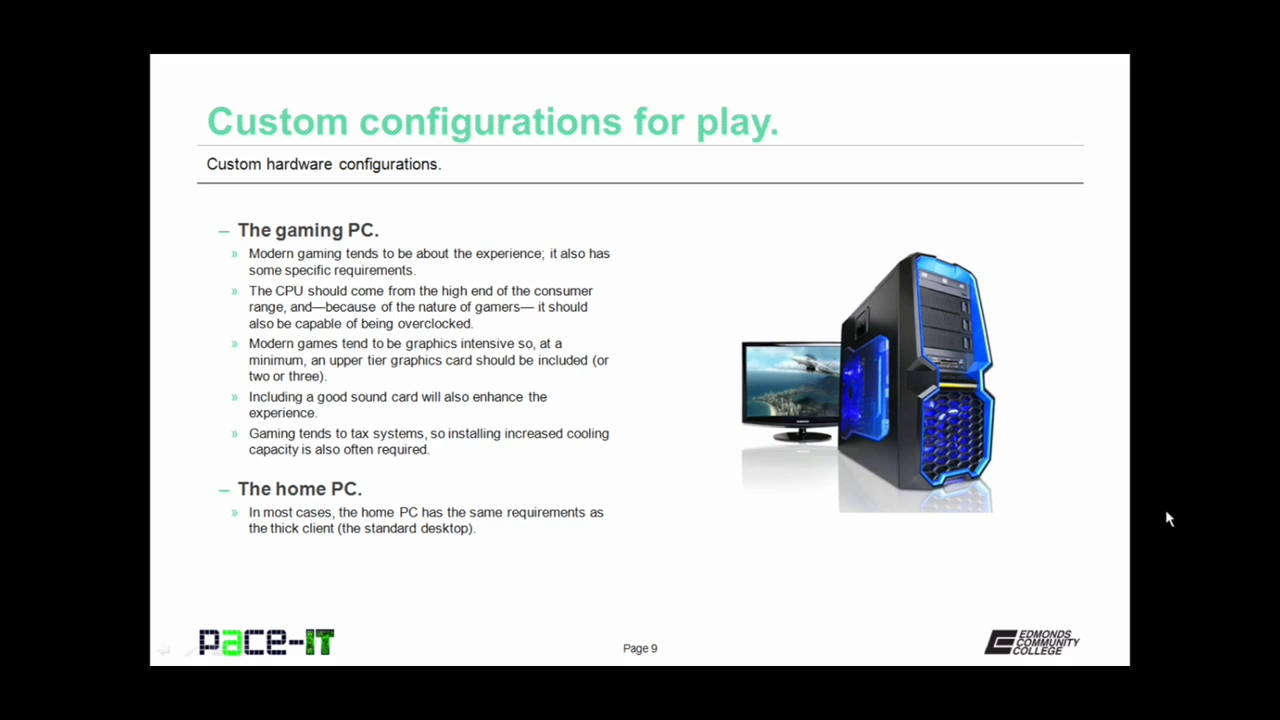 Custom configurations for play.
Custom hardware configurations.
– The gaming PC.
» Modern gaming tends to be about the experience; it also has
some specific requirements.
» The CPU should come from the high end of the consumer
range, and—because of the nature of gamers— it should
also be capable of being overclocked.
» Modern games tend to be graphics intensive so, at a
minimum, an upper tier graphics card should be included (or
two or three).
» Including a good sound card will also enhance the
experience.
» Gaming tends to tax systems, so installing increased cooling
capacity is also often required.
– The home PC.
» In most cases, the home PC has the same requirements as
the thick client (the standard desktop).
pace-IT
Page 9
EDMONDS
COMMUNITY
COLLEGE